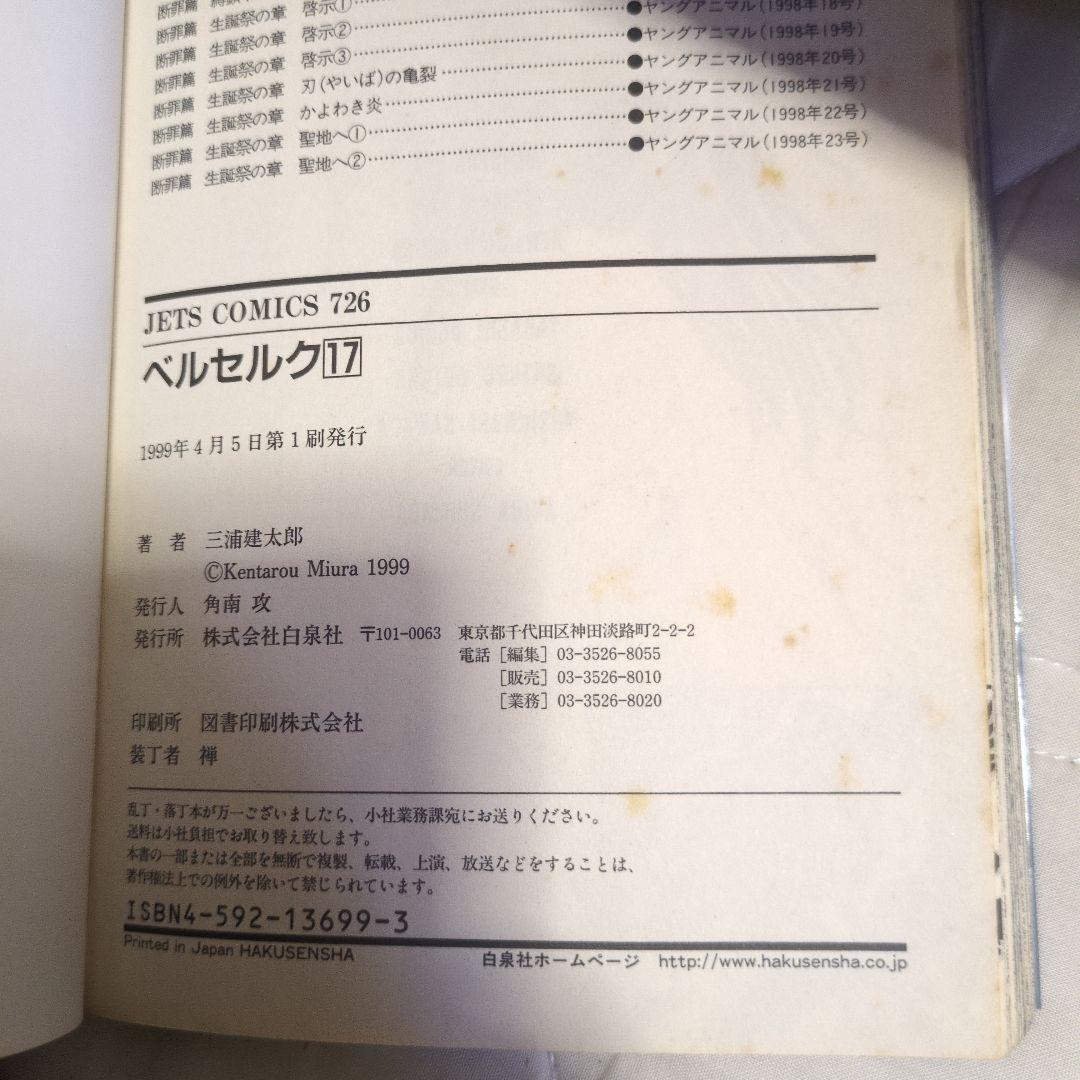 断罪篇 生誕祭の章 啓示①●ヤングアニマル(1998年18号)
断罪篇 生誕祭の章 啓示②●ヤングアニマル(1998年19号)
断罪篇 生誕祭の章 啓示③●ヤングアニマル(1998年20号)
断罪篇 生誕祭の章 刃(やいば)の亀裂●ヤングアニマル(1998年21号)
断罪篇 生誕祭の章 かよわき炎●ヤングアニマル(1998年22号)
断罪篇 生誕祭の章 聖地へ①●ヤングアニマル(1998年23号)
断罪篇 生誕祭の章 聖地へ②
JETS COMICS 726
ベルセルク17
1999年4月5日第1刷発行
著 者 三浦建太郎
©Kentarou Miura 1999
発行人 角南 攻
発行所 株式会社白泉社 〒101-0063 東京都千代田区神田淡路町2-2-2
電話[編集]03-3526-8055
[販売]03-3526-8010
[業務]03-3526-8020
印刷所 図書印刷株式会社
装丁者 禅
乱丁・落丁本が万一ございましたら、小社業務課宛にお送りください。
送料は小社負担でお取り替え致します。
本書の一部または全部を無断で複製、転載、上演、放送などをすることは、
著作権法上での例外を除いて禁じられています。
ISBN4-592-13699-3
Printed in Japan HAKUSENSHA
白泉社ホームページ http://www.hakusensha.co.jp